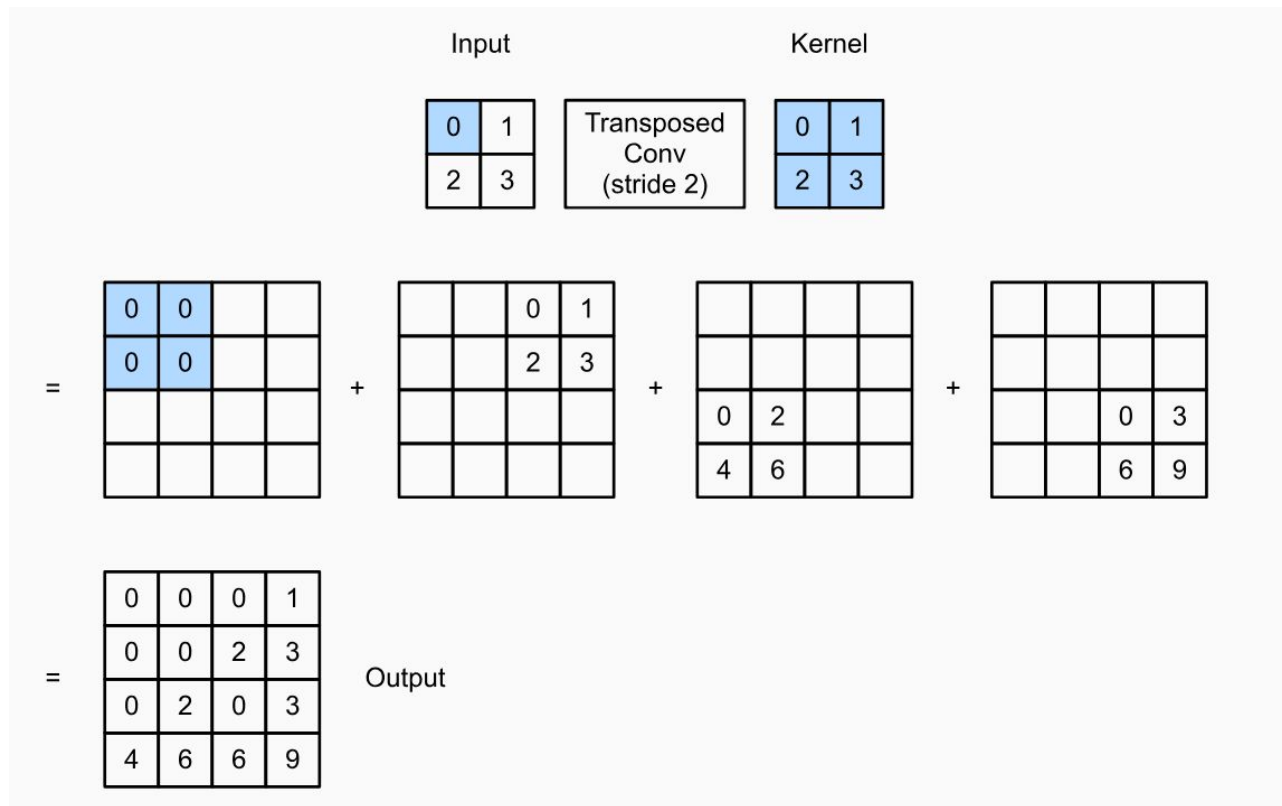 Input Kernel
0 1 Transposed Conv (stride 2) 0 1
2 3 2 3
= 0 0 + 0 1 + + 
0 0 2 3
0 2 0 3
4 6 6 9
= 0 0 0 1
0 0 2 3 Output
0 2 0 3
4 6 6 9